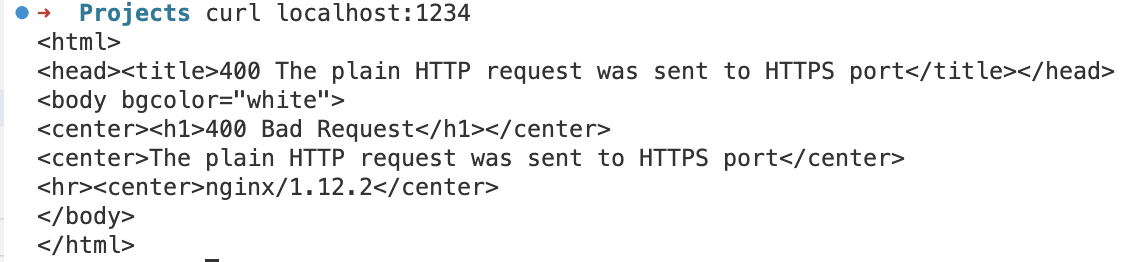 ➜  Projects curl localhost:1234
<html>
<head><title>400 The plain HTTP request was sent to HTTPS port</title></head>
<body bgcolor="white">
<center><h1>400 Bad Request</h1></center>
<center>The plain HTTP request was sent to HTTPS port</center>
<hr><center>nginx/1.12.2</center>
</body>
</html>